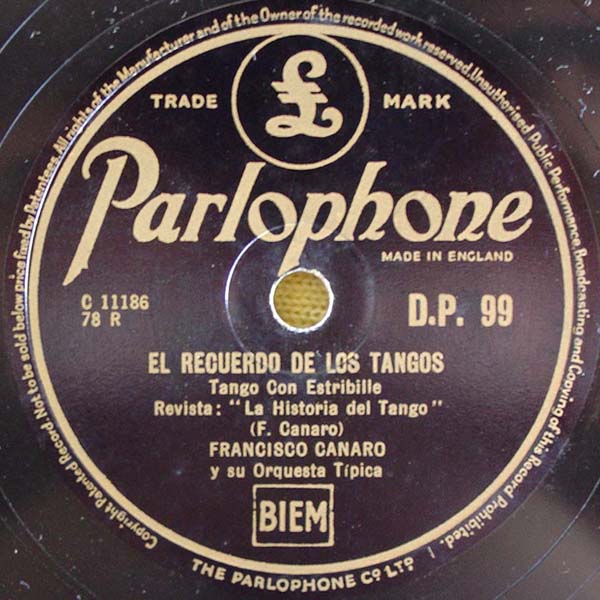 All rights of the Manufacturer and of the Owner of the recorded work reserved. Unauthorised Public Performance, Broadcasting and Copying of this Record Prohibited.
Copyright Patented Record. Not to be sold below price fixed by Patentees.
£
TRADE MARK
Parlophone
MADE IN ENGLAND
C 11186
78 R
D.P. 99
EL RECUERDO DE LOS TANGOS
Tango Con Estribille
Revista: "La Historia del Tango"
(F. Canaro)
FRANCISCO CANARO
y su Orquesta Típica
BIEM
THE PARLOPHONE Cº LTº